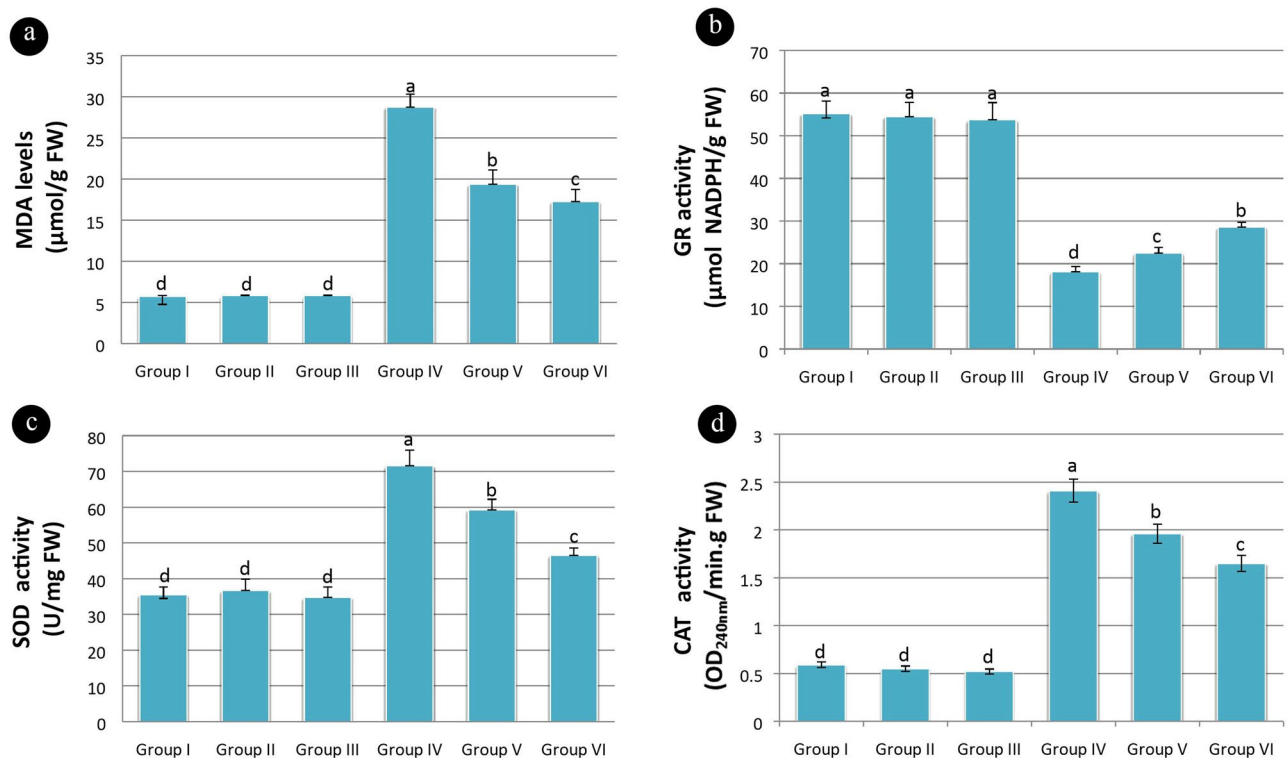 a
MDA levels
(µmol/g FW)
35
30
25
20
15
10
5
0
d
d
d
a
b
c
Group I
Group II
Group III
Group IV
Group V
Group VI
b
GR activity
(µmol NADPH/g FW)
70
60
50
40
30
20
10
0
a
a
a
d
c
b
Group I
Group II
Group III
Group IV
Group V
Group VI
c
SOD activity
(U/mg FW)
80
70
60
50
40
30
20
10
0
d
d
d
a
b
c
Group I
Group II
Group III
Group IV
Group V
Group VI
d
CAT activity
(OD240nm/min.g FW)
3
2.5
2
1.5
1
0.5
0
d
d
d
a
b
c
Group I
Group II
Group III
Group IV
Group V
Group VI